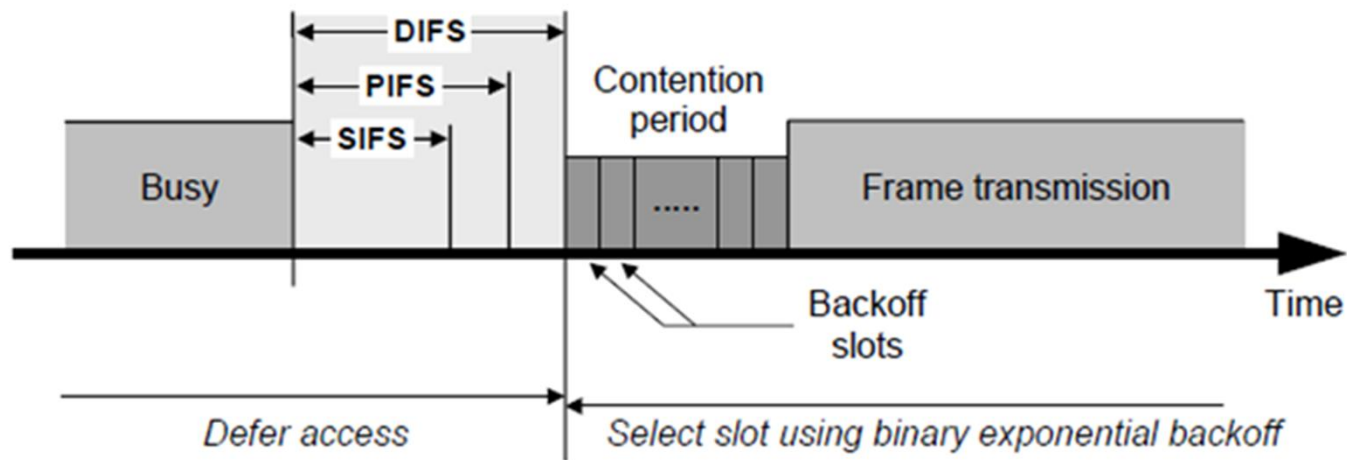 DIFS
PIFS
SIFS
Contention
period
Busy
.....
Frame transmission
Backoff
slots
Time
Defer access
Select slot using binary exponential backoff